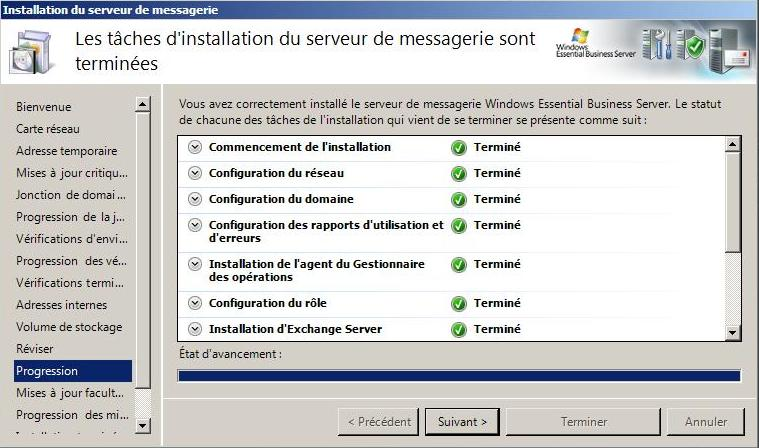 Installation du serveur de messagerie
Les tâches d'installation du serveur de messagerie sont
terminées
Windows
Essential Business Server
Bienvenue
Carte réseau
Adresse temporaire
Mises à jour critiqu...
Jonction de domai...
Progression de la j...
Vérifications d'envi...
Progression des vé...
Vérifications termi...
Adresses internes
Volume de stockage
Réviser
Progression
Mises à jour facult...
Progression des mi...
Vous avez correctement installé le serveur de messagerie Windows Essential Business Server. Le statut
de chacune des tâches de l'installation qui vient de se terminer se présente comme suit :
Commencement de l'installation Terminé
Configuration du réseau Terminé
Configuration du domaine Terminé
Configuration des rapports d'utilisation et Terminé
d'erreurs
Installation de l'agent du Gestionnaire Terminé
des opérations
Configuration du rôle Terminé
Installation d'Exchange Server Terminé
État d'avancement :
< Précédent Suivant > Terminer Annuler